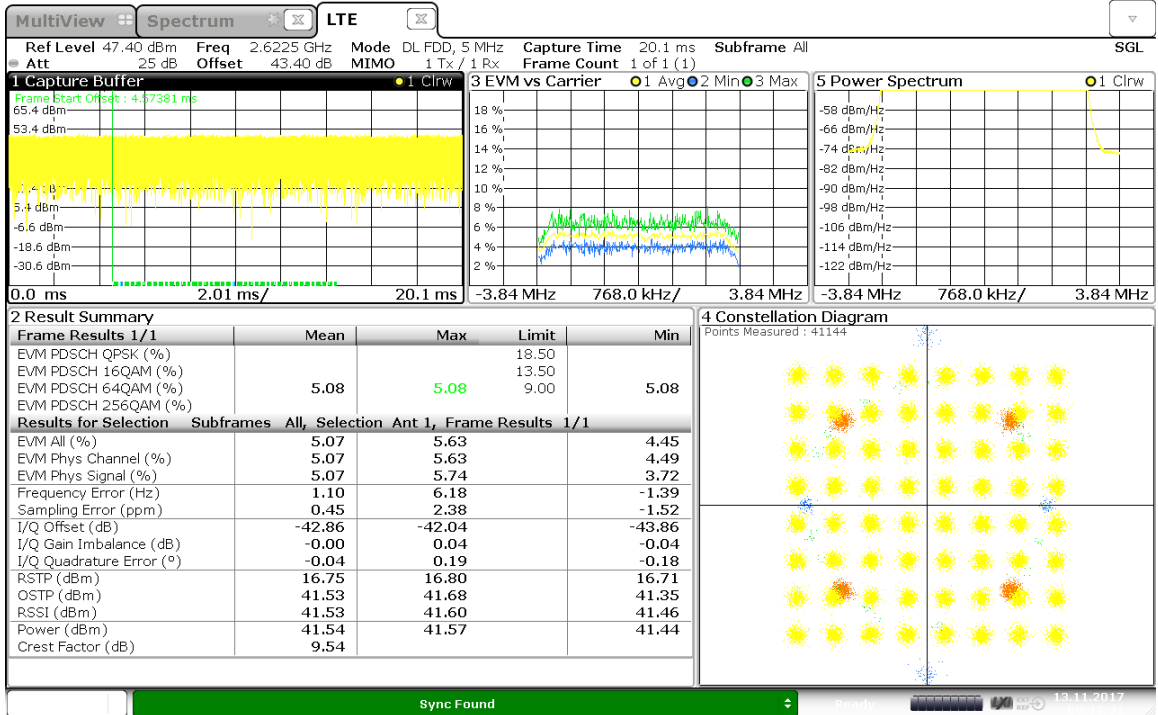 MultiView Spectrum LTE
Ref Level 47.40 dBm Freq 2.6225 GHz Mode DL FDD, 5 MHz Capture Time 20.1 ms Subframe All SGL
Att 25 dB Offset 43.40 dB MIMO 1 Tx / 1 Rx Frame Count 1 of 1 (1)
1 Capture Buffer 1 Clrw
Frame Start Offset : 4.57381 ms
65.4 dBm
53.4 dBm
5.4 dBm
-6.6 dBm
-18.6 dBm
-30.6 dBm
0.0 ms 2.01 ms/ 20.1 ms
3 EVM vs Carrier 1 Avg 2 Min 3 Max
18 %
16 %
14 %
12 %
10 %
8 %
6 %
4 %
2 %
-3.84 MHz 768.0 kHz/ 3.84 MHz
5 Power Spectrum 1 Clrw
-58 dBm/Hz
-66 dBm/Hz
-74 dBm/Hz
-82 dBm/Hz
-90 dBm/Hz
-98 dBm/Hz
-106 dBm/Hz
-114 dBm/Hz
-122 dBm/Hz
-3.84 MHz 768.0 kHz/ 3.84 MHz
2 Result Summary
Frame Results 1/1 Mean Max Limit Min
EVM PDSCH QPSK (%) 18.50
EVM PDSCH 16QAM (%) 13.50
EVM PDSCH 64QAM (%) 5.08 5.08 9.00 5.08
EVM PDSCH 256QAM (%)
Results for Selection Subframes All, Selection Ant 1, Frame Results 1/1
EVM All (%) 5.07 5.63 4.45
EVM Phys Channel (%) 5.07 5.63 4.49
EVM Phys Signal (%) 5.07 5.74 3.72
Frequency Error (Hz) 1.10 6.18 -1.39
Sampling Error (ppm) 0.45 2.38 -1.52
I/Q Offset (dB) -42.86 -42.04 -43.86
I/Q Gain Imbalance (dB) -0.00 0.04 -0.04
I/Q Quadrature Error (°) -0.04 0.19 -0.18
RSTP (dBm) 16.75 16.80 16.71
OSTP (dBm) 41.53 41.68 41.35
RSSI (dBm) 41.53 41.60 41.46
Power (dBm) 41.54 41.57 41.44
Crest Factor (dB) 9.54
4 Constellation Diagram
Points Measured : 41144
Sync Found
Ready
LXI
EXT
REF
13.11.2017